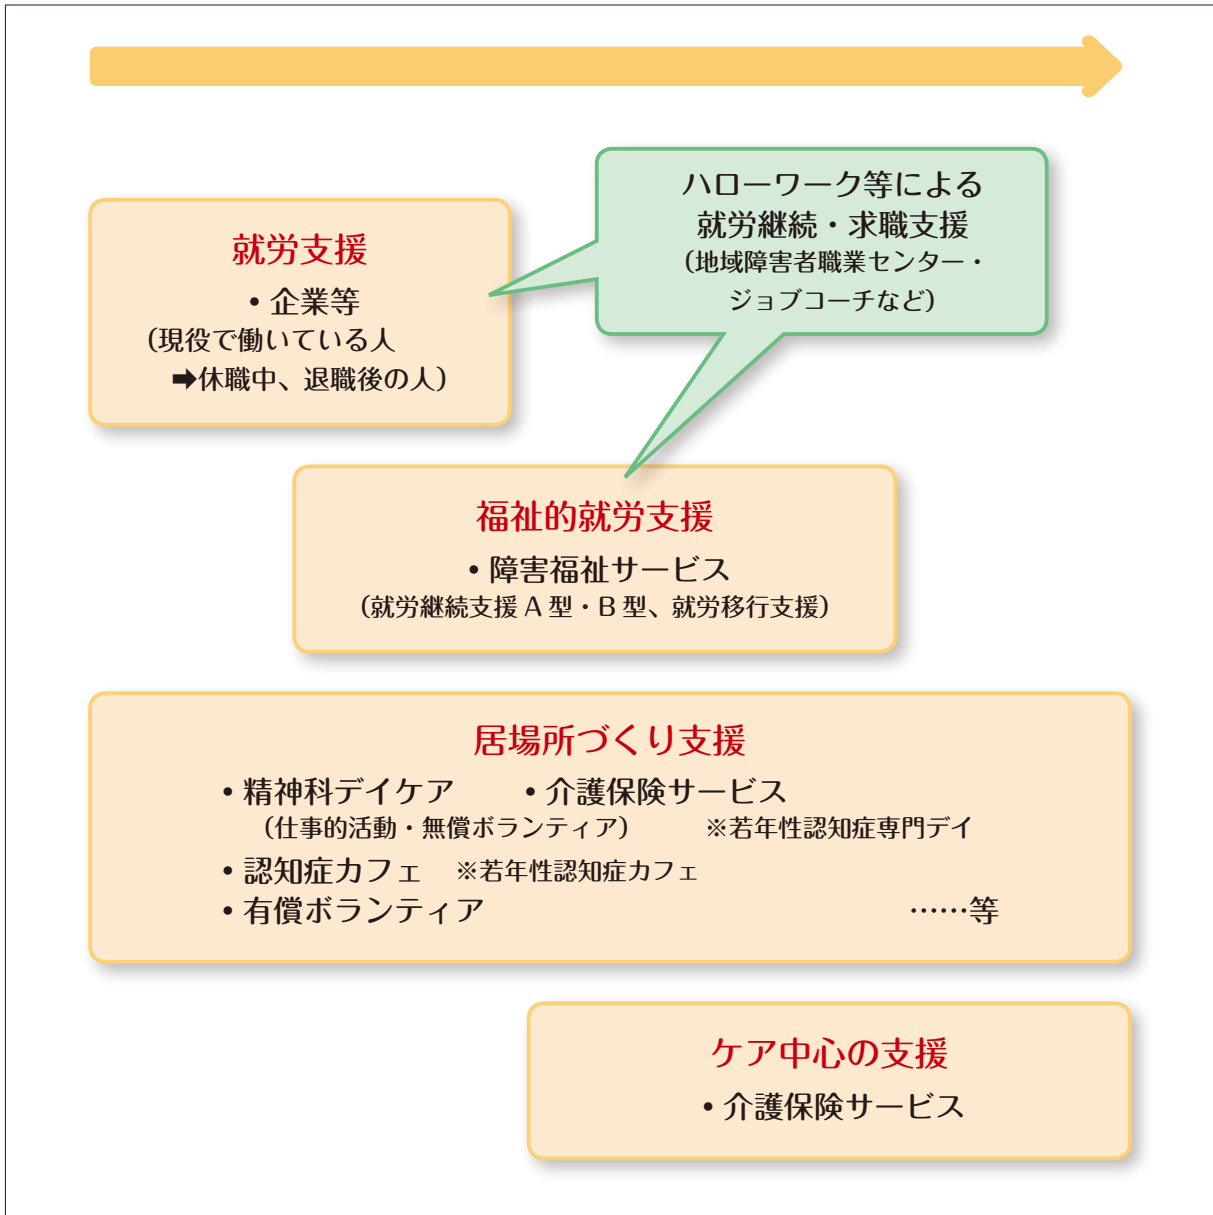 就労支援
・企業等
（現役で働いている人
➡休職中、退職後の人）
ハローワーク等による
就労継続・求職支援
（地域障害者職業センター・
ジョブコーチなど）
福祉的就労支援
・障害福祉サービス
（就労継続支援A型・B型、就労移行支援）
居場所づくり支援
・精神科デイケア ・介護保険サービス
（仕事的活動・無償ボランティア） ※若年性認知症専門デイ
・認知症カフェ ※若年性認知症カフェ
・有償ボランティア ……等
ケア中心の支援
・介護保険サービス